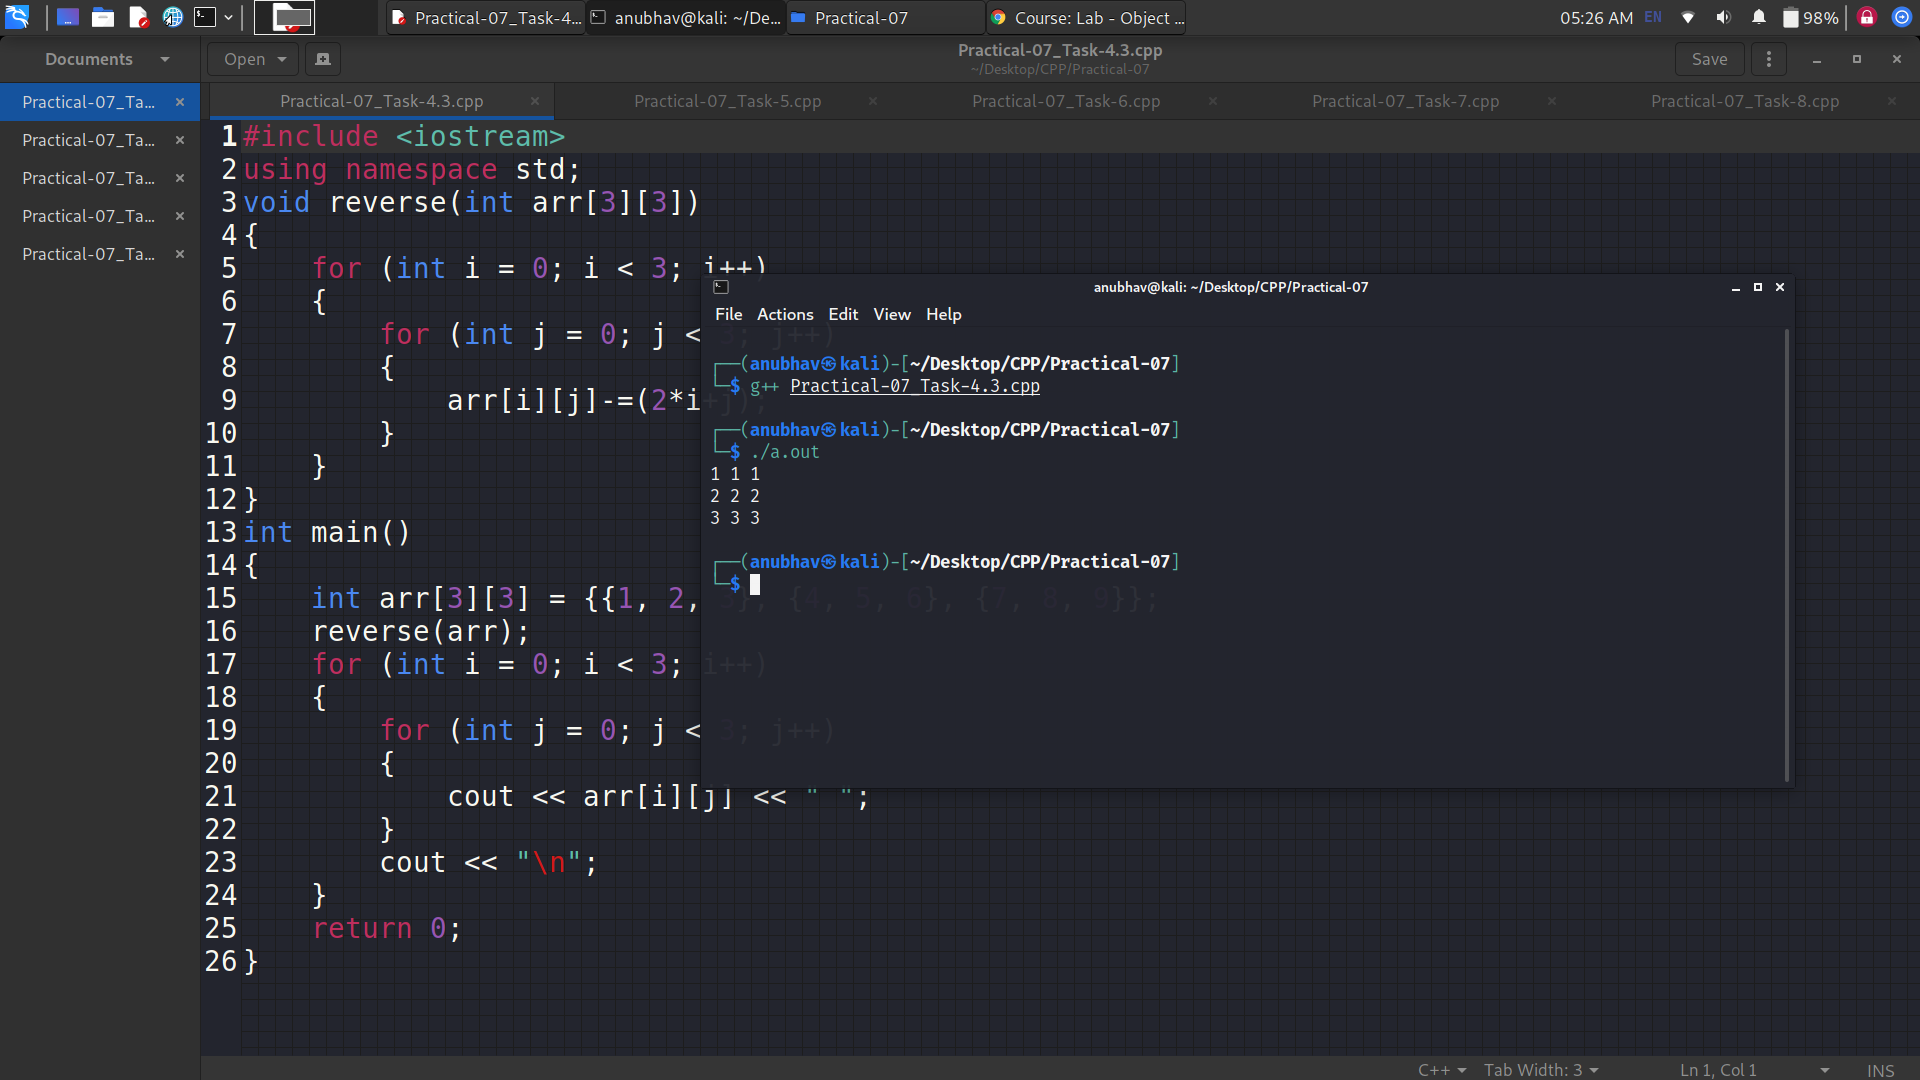 Practical-07_Task-4... anubhav@kali: ~/De... Practical-07 Course: Lab - Object ... 05:26 AM EN 98%
Documents Open Practical-07_Task-4.3.cpp Save
~/Desktop/CPP/Practical-07
Practical-07_Ta...
Practical-07_Ta...
Practical-07_Ta...
Practical-07_Ta...
Practical-07_Ta...
Practical-07_Task-4.3.cpp Practical-07_Task-5.cpp Practical-07_Task-6.cpp Practical-07_Task-7.cpp Practical-07_Task-8.cpp
1 #include <iostream>
2 using namespace std;
3 void reverse(int arr[3][3])
4 {
5 for (int i = 0; i < 3; i++)
6 {
7 for (int j = 0; j < 3; j++)
8 {
9 arr[i][j]-=(2*i+j);
10 }
11 }
12 }
13 int main()
14 {
15 int arr[3][3] = {{1, 2, 3}, {4, 5, 6}, {7, 8, 9}};
16 reverse(arr);
17 for (int i = 0; i < 3; i++)
18 {
19 for (int j = 0; j < 3; j++)
20 {
21 cout << arr[i][j] << " ";
22 }
23 cout << "\n";
24 }
25 return 0;
26 }
anubhav@kali: ~/Desktop/CPP/Practical-07
File Actions Edit View Help
┌──(anubhav㉿kali)-[~/Desktop/CPP/Practical-07]
└─$ g++ Practical-07_Task-4.3.cpp
┌──(anubhav㉿kali)-[~/Desktop/CPP/Practical-07]
└─$ ./a.out
1 1 1
2 2 2
3 3 3
┌──(anubhav㉿kali)-[~/Desktop/CPP/Practical-07]
└─$
C++ Tab Width: 3 Ln 1, Col 1 INS